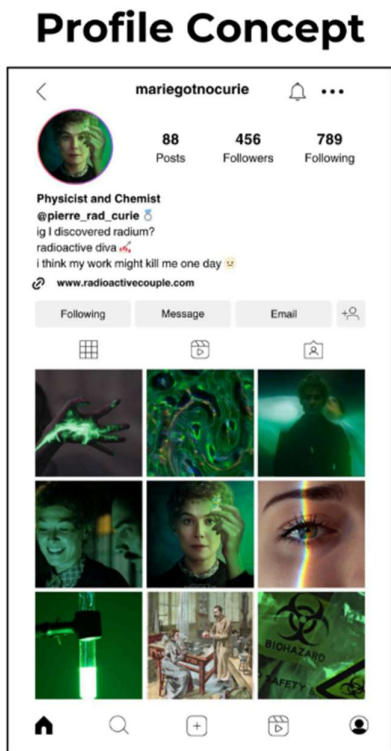 Profile Concept
mariegotnocurie
88 456 789
Posts Followers Following
Physicist and Chemist
@pierre_rad_curie 💍
ig I discovered radium?
radioactive diva 💅
i think my work might kill me one day 🫠
www.radioactivecouple.com
Following Message Email
BIOHAZARD
SAFETY